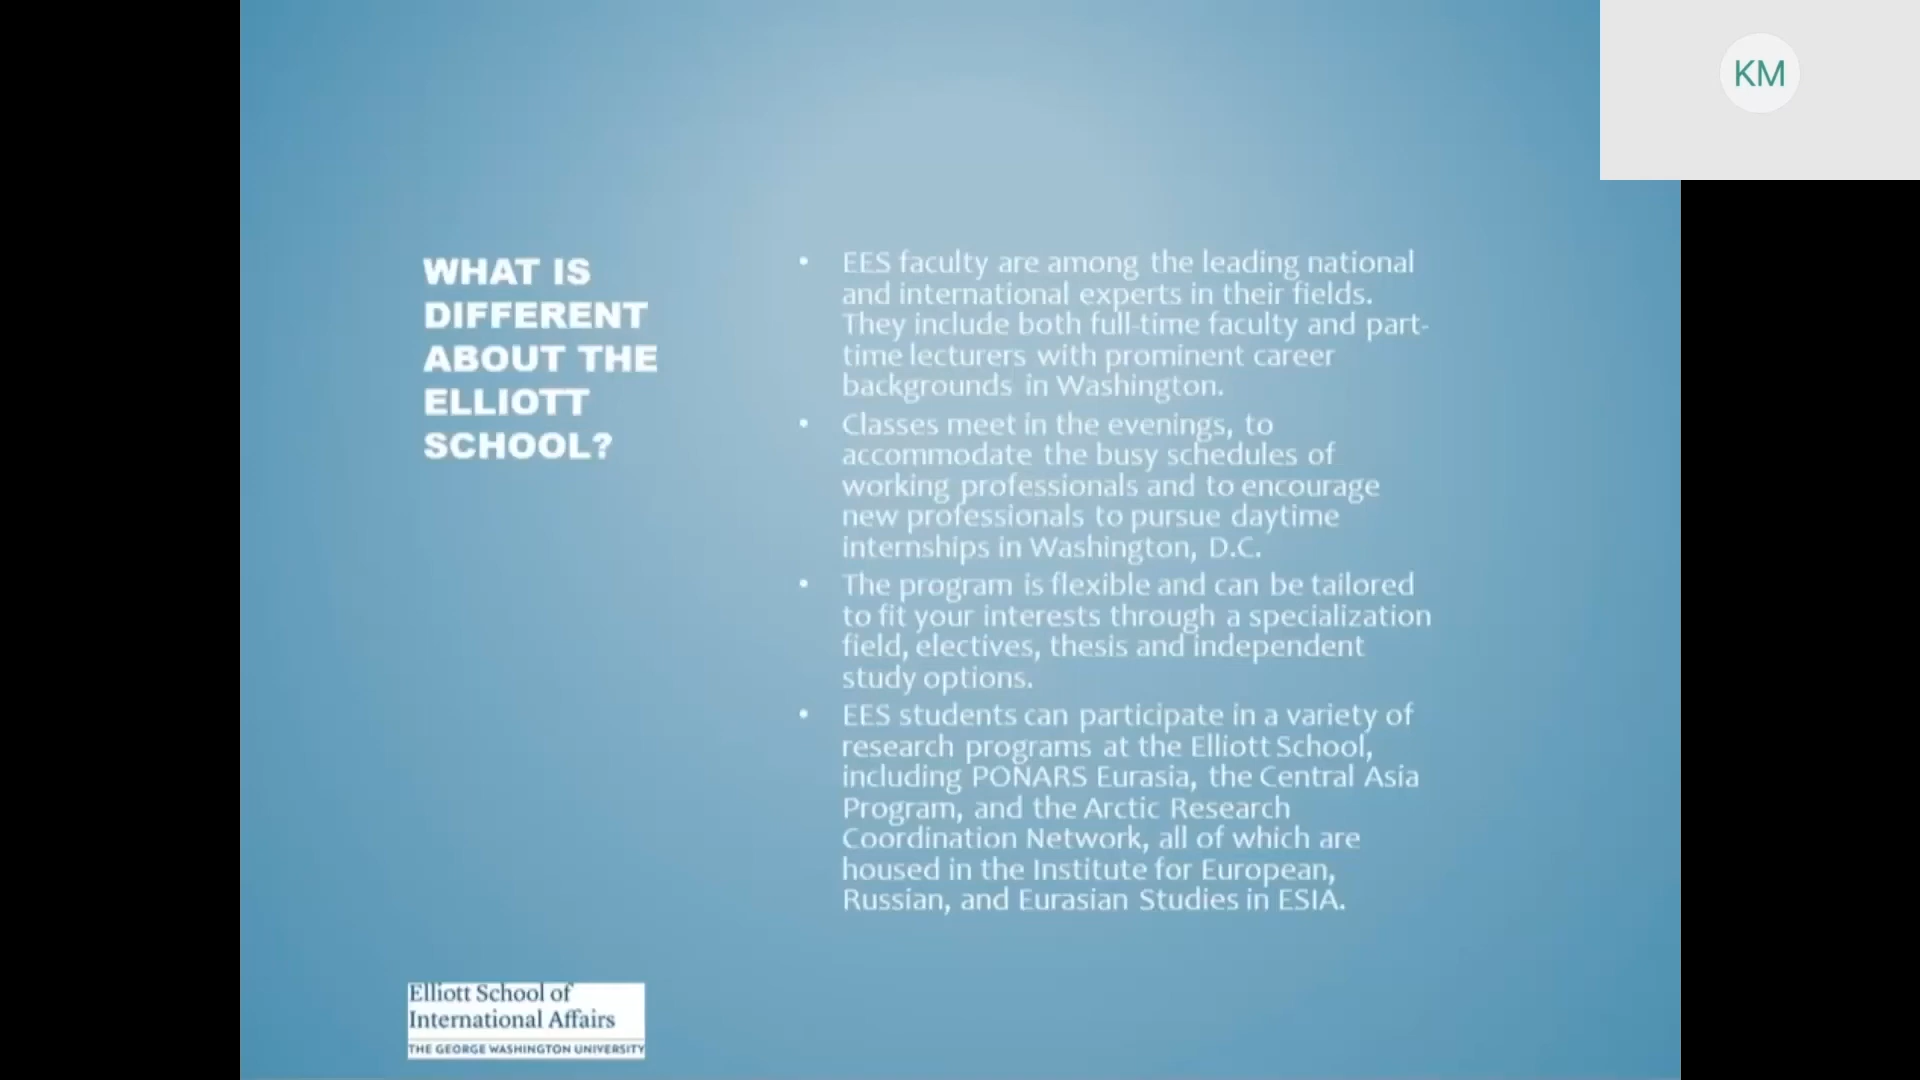 KM
WHAT IS
DIFFERENT
ABOUT THE
ELLIOTT
SCHOOL?
• EES faculty are among the leading national
and international experts in their fields.
They include both full-time faculty and part-
time lecturers with prominent career
backgrounds in Washington.
• Classes meet in the evenings, to
accommodate the busy schedules of
working professionals and to encourage
new professionals to pursue daytime
internships in Washington, D.C.
• The program is flexible and can be tailored
to fit your interests through a specialization
field, electives, thesis and independent
study options.
• EES students can participate in a variety of
research programs at the Elliott School,
including PONARS Eurasia, the Central Asia
Program, and the Arctic Research
Coordination Network, all of which are
housed in the Institute for European,
Russian, and Eurasian Studies in ESIA.
Elliott School of
International Affairs
THE GEORGE WASHINGTON UNIVERSITY